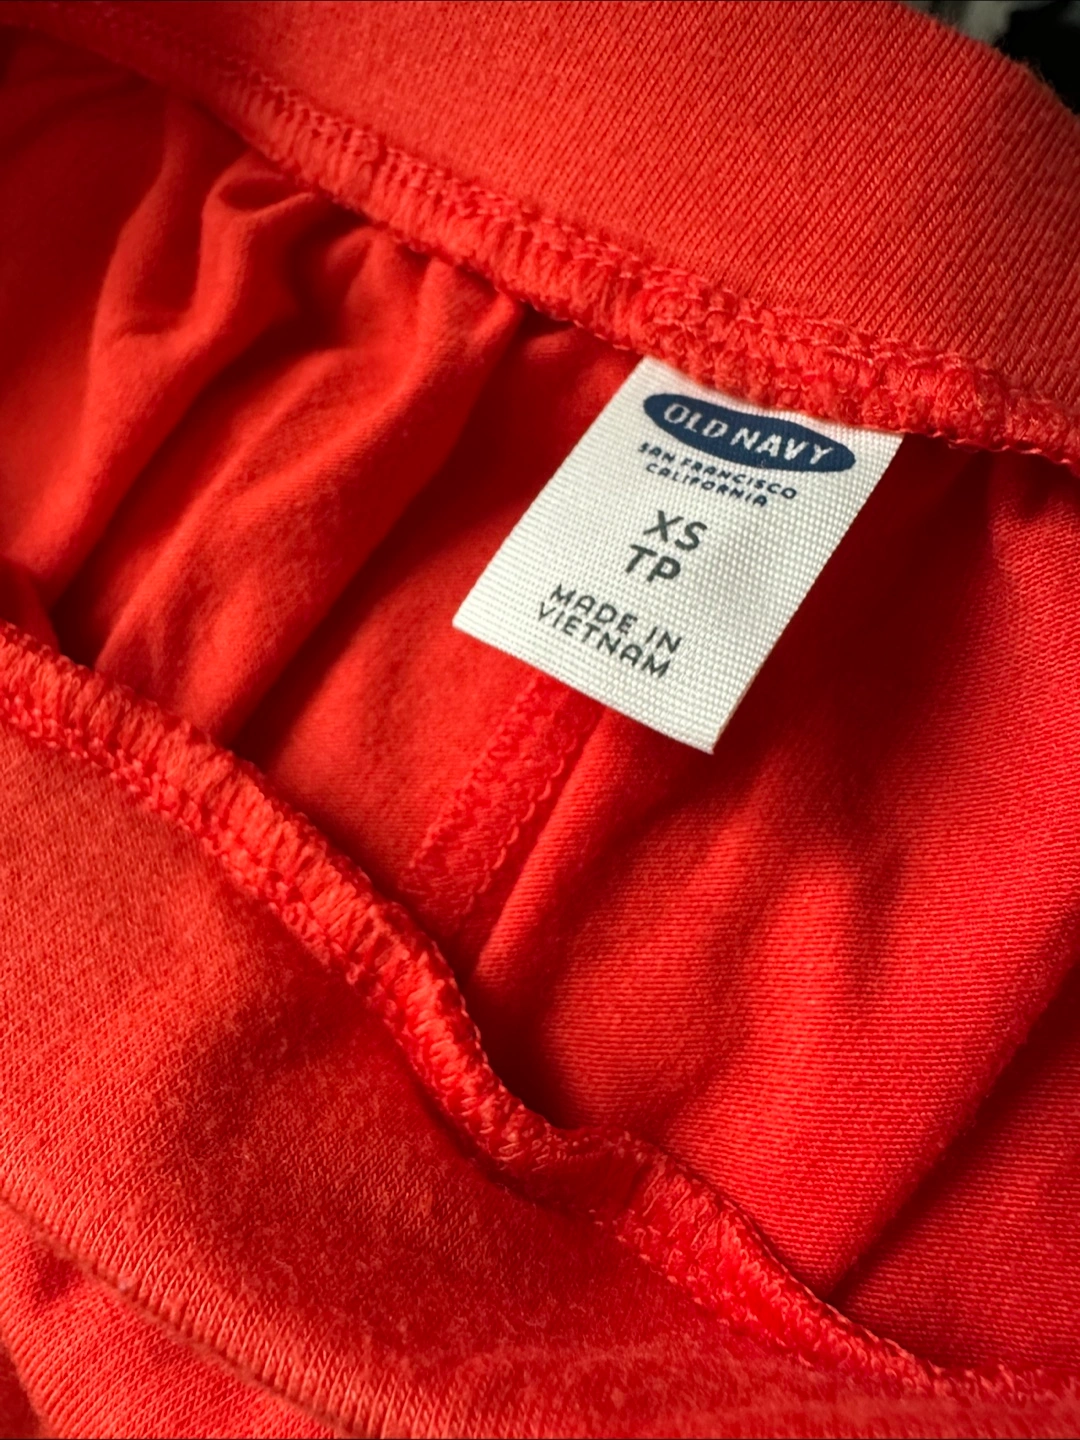 OLD NAVY
SAN FRANCISCO
CALIFORNIA
XS
TP
MADE IN
VIETNAM